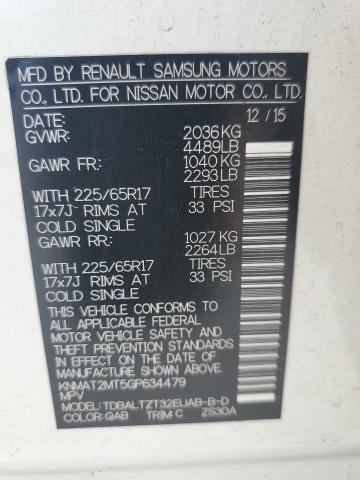 MFD BY RENAULT SAMSUNG MOTORS
CO., LTD. FOR NISSAN MOTOR CO., LTD.
DATE: 12/15
GVWR: 2036KG
4489LB
GAWR FR: 1040 KG
2293LB
WITH 225/65R17 TIRES
17x7J RIMS AT 33 PSI
COLD SINGLE
GAWR RR: 1027 KG
2264LB
WITH 225/65R17 TIRES
17x7J RIMS AT 33 PSI
COLD SINGLE
THIS VEHICLE CONFORMS TO
ALL APPLICABLE FEDERAL
MOTOR VEHICLE SAFETY AND
THEFT PREVENTION STANDARDS
IN EFFECT ON THE DATE OF
MANUFACTURE SHOWN ABOVE.
KNMAT2MT5GP634479
MPV
MODEL: TDBALTZT32EUAB-B-D
COLOR: QAB TRIM: C ZS30A